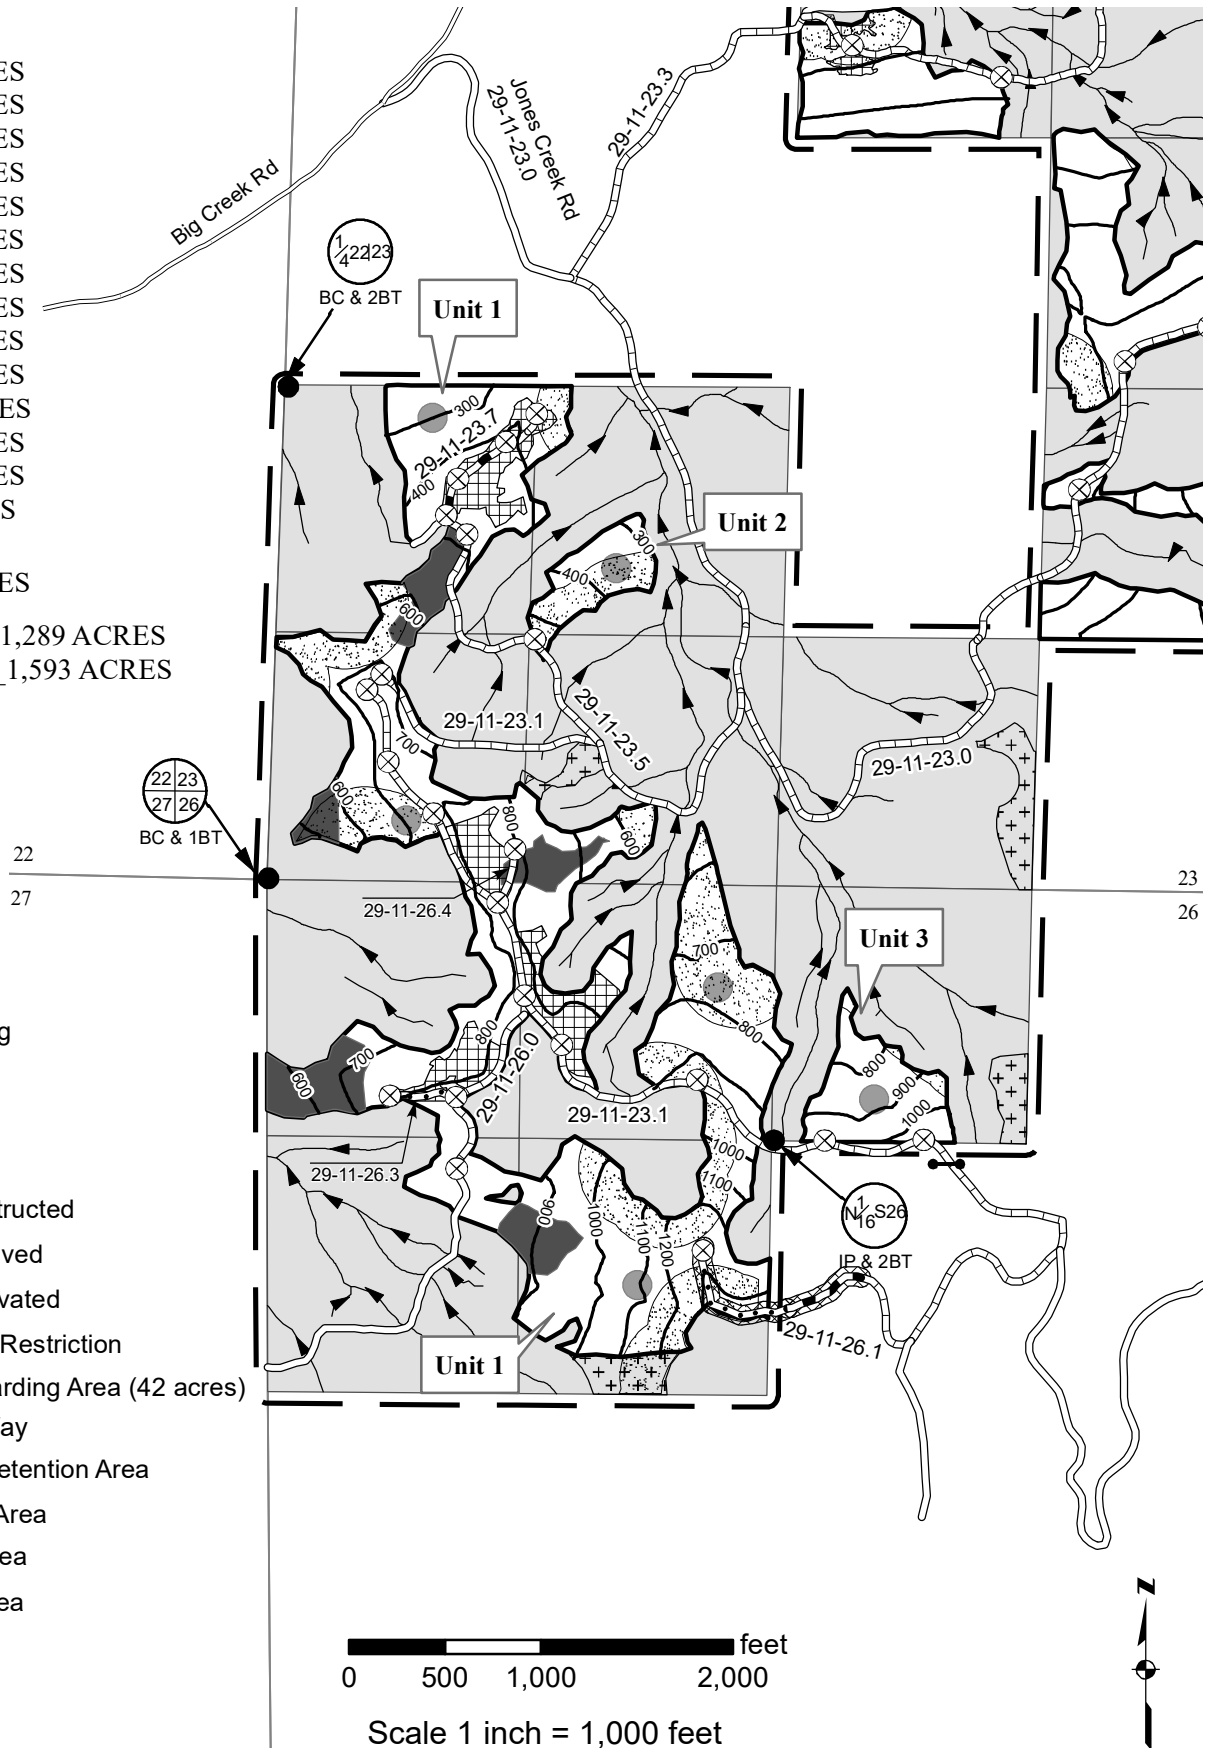 ES
ES
ES
ES
ES
ES
ES
ES
ES
ES
ES
ES
ES
S
ES
1,289 ACRES
_1,593 ACRES
Big Creek Rd
Jones Creek Rd
29-11-23.0
29-11-23.3
1/4 22|23
BC & 2BT
Unit 1
300
29-11-23.7
400
Unit 2
300
400
600
29-11-23.1
29-11-23.5
700
29-11-23.0
22 23
27 26
BC & 1BT
600
800
600
22
27
23
26
29-11-26.4
Unit 3
700
800
g
800
700
600
29-11-26.0
800
900
1000
29-11-23.1
29-11-26.3
1000
1100
N 1/16 S26
IP & 2BT
900
1000
1100
1200
29-11-26.1
Unit 1
tructed
ved
vated
Restriction
arding Area (42 acres)
ay
etention Area
Area
ea
ea
feet
0 500 1,000 2,000
Scale 1 inch = 1,000 feet
N